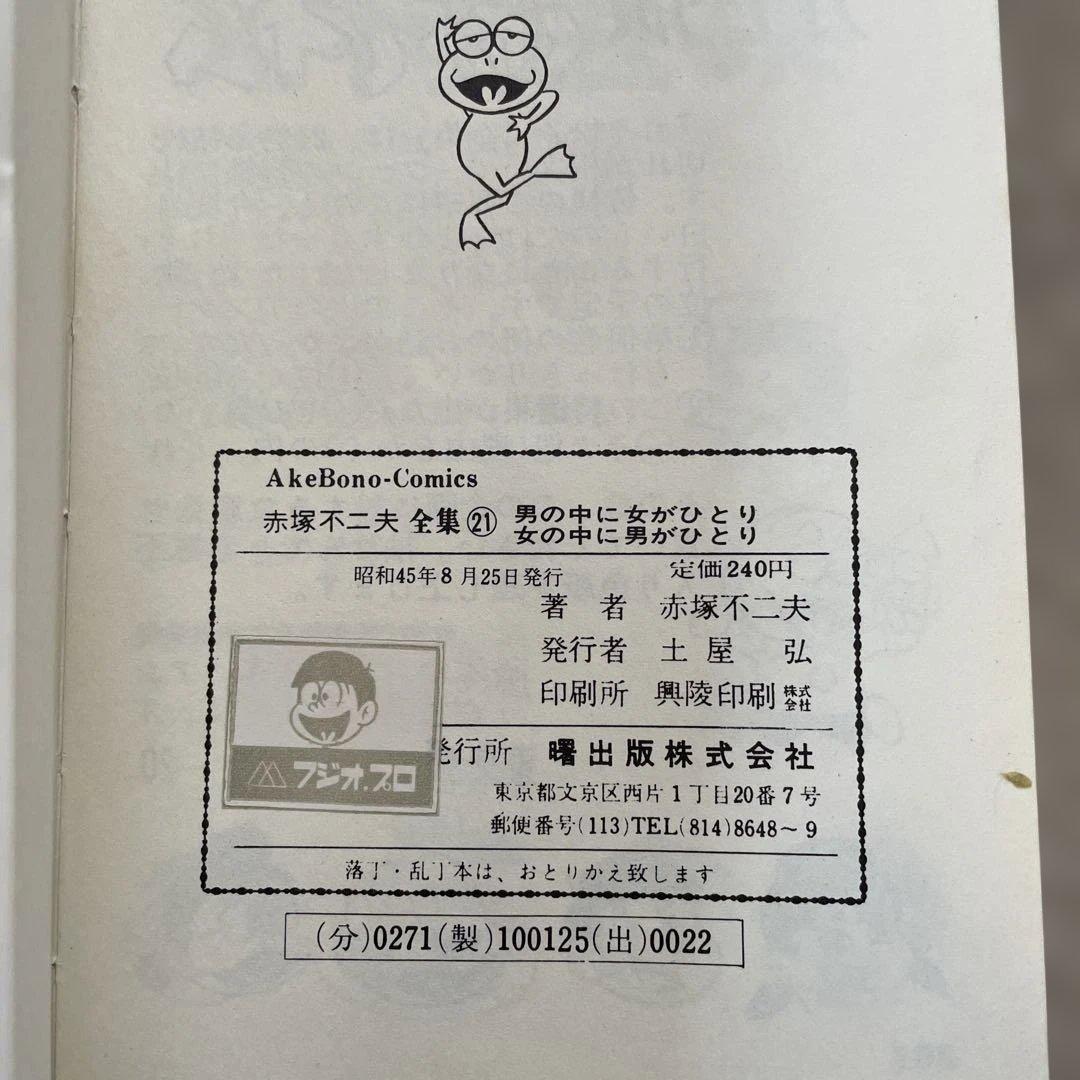 AkeBono-Comics
赤塚不二夫 全集㉑ 男の中に女がひとり
女の中に男がひとり
昭和45年8月25日発行 定価240円
著 者 赤塚不二夫
発行者 土屋 弘
印刷所 興陵印刷株式会社
フジオ.プロ
発行所 曙出版株式会社
東京都文京区西片1丁目20番7号
郵便番号(113)TEL(814)8648〜9
落丁・乱丁本は、おとりかえ致します
(分)0271(製)100125(出)0022